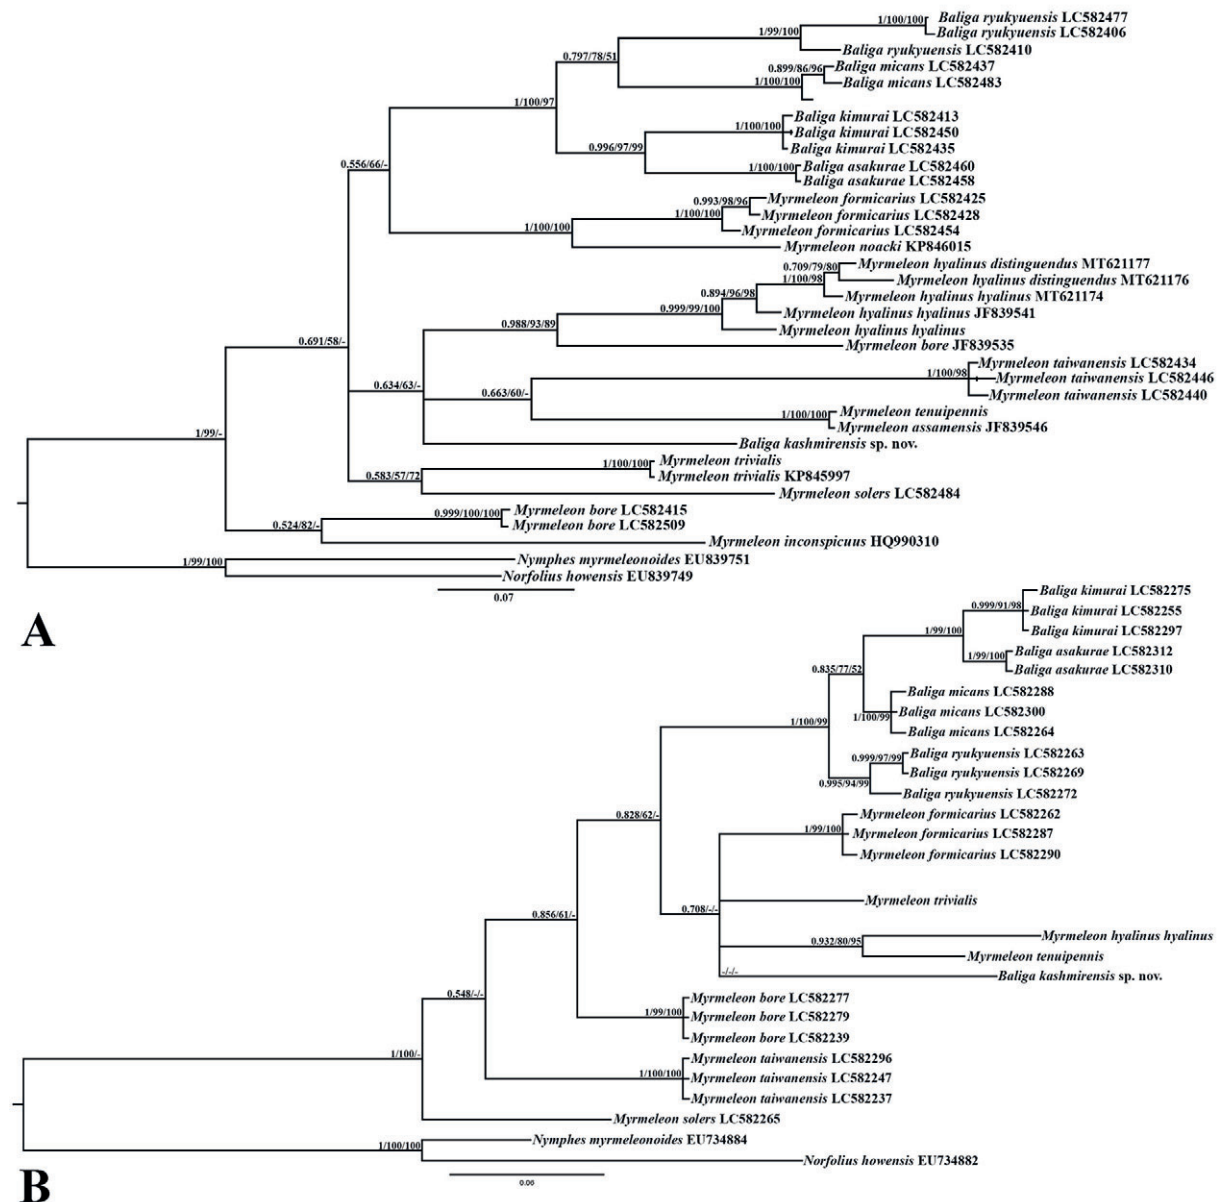 1/100/100
Baliga ryukyuensis LC582477
Baliga ryukyuensis LC582406
1/99/100
Baliga ryukyuensis LC582410
0.797/78/51
0.899/86/96
Baliga micans LC582437
1/100/100
Baliga micans LC582483
1/100/97
Baliga kimurai LC582413
1/100/100
Baliga kimurai LC582450
Baliga kimurai LC582435
0.996/97/99
1/100/100
Baliga asakurae LC582460
Baliga asakurae LC582458
0.556/66/-
0.993/98/96
Myrmeleon formicarius LC582425
Myrmeleon formicarius LC582428
1/100/100
Myrmeleon formicarius LC582454
1/100/100
Myrmeleon noacki KP846015
0.709/79/80
Myrmeleon hyalinus distinguendus MT621177
1/100/98
Myrmeleon hyalinus distinguendus MT621176
0.894/96/98
Myrmeleon hyalinus hyalinus MT621174
0.999/99/100
Myrmeleon hyalinus hyalinus JF839541
0.988/93/89
Myrmeleon hyalinus hyalinus
Myrmeleon bore JF839535
0.691/58/-
Myrmeleon taiwanensis LC582434
1/100/98
Myrmeleon taiwanensis LC582446
0.634/63/-
0.663/60/-
Myrmeleon taiwanensis LC582440
1/100/100
Myrmeleon tenuipennis
Myrmeleon assamensis JF839546
1/99/-
Baliga kashmirensis sp. nov.
1/100/100
Myrmeleon trivialis
0.583/57/72
Myrmeleon trivialis KP845997
Myrmeleon solers LC582484
0.999/100/100
Myrmeleon bore LC582415
0.524/82/-
Myrmeleon bore LC582509
Myrmeleon inconspicuus HQ990310
1/99/100
Nymphes myrmeleonoides EU839751
Norfolius howensis EU839749
0.07
A
Baliga kimurai LC582275
0.999/91/98
Baliga kimurai LC582255
1/99/100
Baliga kimurai LC582297
1/99/100
Baliga asakurae LC582312
0.835/77/52
Baliga asakurae LC582310
Baliga micans LC582288
1/100/99
Baliga micans LC582300
1/100/99
Baliga micans LC582264
0.999/97/99
Baliga ryukyuensis LC582263
Baliga ryukyuensis LC582269
0.995/94/99
Baliga ryukyuensis LC582272
0.828/62/-
Myrmeleon formicarius LC582262
1/99/100
Myrmeleon formicarius LC582287
Myrmeleon formicarius LC582290
Myrmeleon trivialis
0.708/-/-
0.856/61/-
0.932/80/95
Myrmeleon hyalinus hyalinus
Myrmeleon tenuipennis
-/-/-
Baliga kashmirensis sp. nov.
0.548/-/-
Myrmeleon bore LC582277
1/99/100
Myrmeleon bore LC582279
Myrmeleon bore LC582239
1/100/-
Myrmeleon taiwanensis LC582296
1/100/100
Myrmeleon taiwanensis LC582247
Myrmeleon taiwanensis LC582237
Myrmeleon solers LC582265
1/100/100
Nymphes myrmeleonoides EU734884
Norfolius howensis EU734882
0.06
B